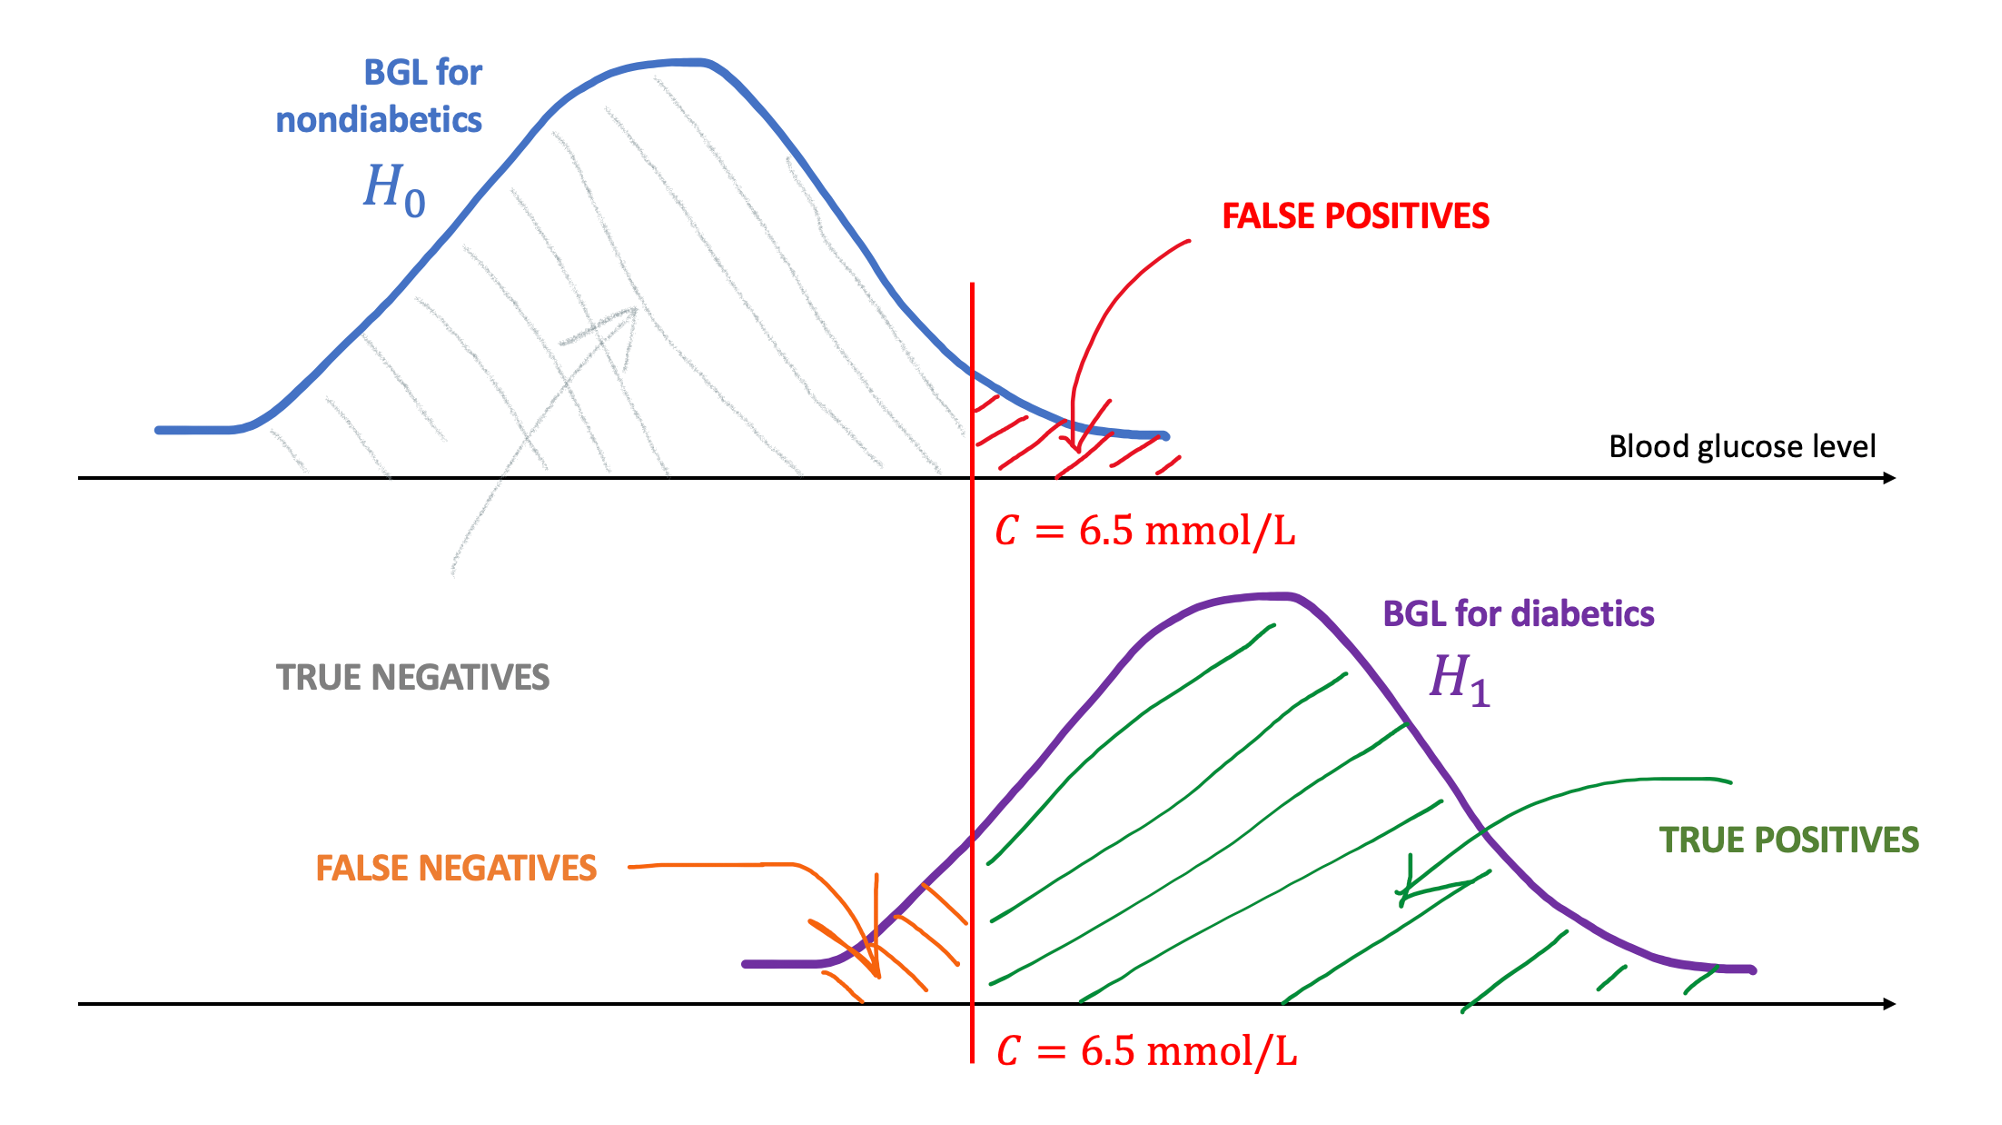 BGL for
nondiabetics
H₀
FALSE POSITIVES
Blood glucose level
C = 6.5 mmol/L
BGL for diabetics
H₁
TRUE NEGATIVES
TRUE POSITIVES
FALSE NEGATIVES
C = 6.5 mmol/L